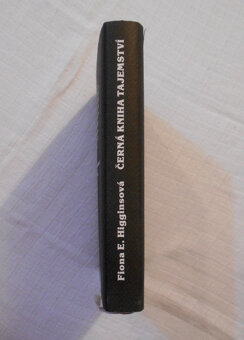 Fiona E. Higginsová ČERNÁ KNIHA TAJEMSTVÍ